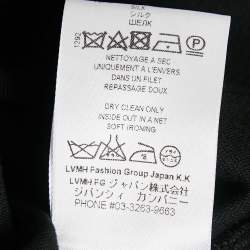 SILK
シルク
ШЕЛК
1392
P
NETTOYAGE A SEC
UNIQUEMENT A L'ENVERS
DANS UN FILET
REPASSAGE DOUX
DRY CLEAN ONLY
INSIDE OUT IN A NET
SOFT IRONING
LVMH Fashion Group Japan K.K
LVMH FG ジャパン株式会社
ジバンシィ カンパニー
PHONE #03-3263-9663